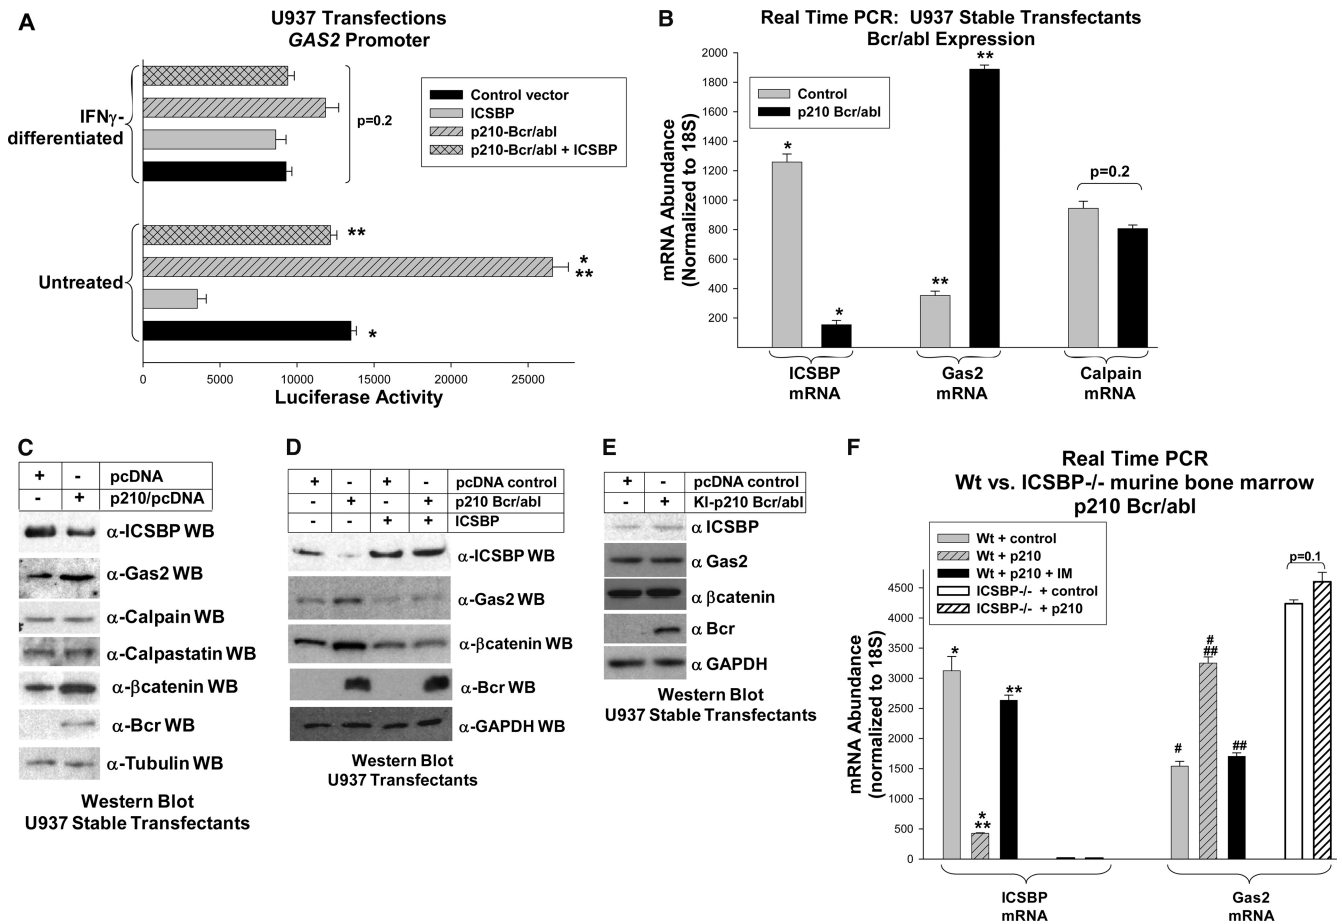 A
U937 Transfections
GAS2 Promoter
IFNγ-
differentiated
Untreated
p=0.2
**
*
**
*
Control vector
ICSBP
p210-Bcr/abl
p210-Bcr/abl + ICSBP
0 5000 10000 15000 20000 25000
Luciferase Activity
B
Real Time PCR: U937 Stable Transfectants
Bcr/abl Expression
mRNA Abundance
(Normalized to 18S)
2000
1800
1600
1400
1200
1000
800
600
400
200
Control
p210 Bcr/abl
*
*
**
**
p=0.2
ICSBP
mRNA
Gas2
mRNA
Calpain
mRNA
C
+ - pcDNA
- + p210/pcDNA
α-ICSBP WB
α-Gas2 WB
α-Calpain WB
α-Calpastatin WB
α-βcatenin WB
α-Bcr WB
α-Tubulin WB
Western Blot
U937 Stable Transfectants
D
+ - + - pcDNA control
- + - + p210 Bcr/abl
- - + + ICSBP
α-ICSBP WB
α-Gas2 WB
α-βcatenin WB
α-Bcr WB
α-GAPDH WB
Western Blot
U937 Transfectants
E
+ - pcDNA control
- + KI-p210 Bcr/abl
α ICSBP
α Gas2
α βcatenin
α Bcr
α GAPDH
Western Blot
U937 Stable Transfectants
F
Real Time PCR
Wt vs. ICSBP-/- murine bone marrow
p210 Bcr/abl
Wt + control
Wt + p210
Wt + p210 + IM
ICSBP-/- + control
ICSBP-/- + p210
mRNA Abundance
(normalized to 18S)
4500
4000
3500
3000
2500
2000
1500
1000
500
0
*
*
**
**
#
#
##
##
p=0.1
ICSBP
mRNA
Gas2
mRNA